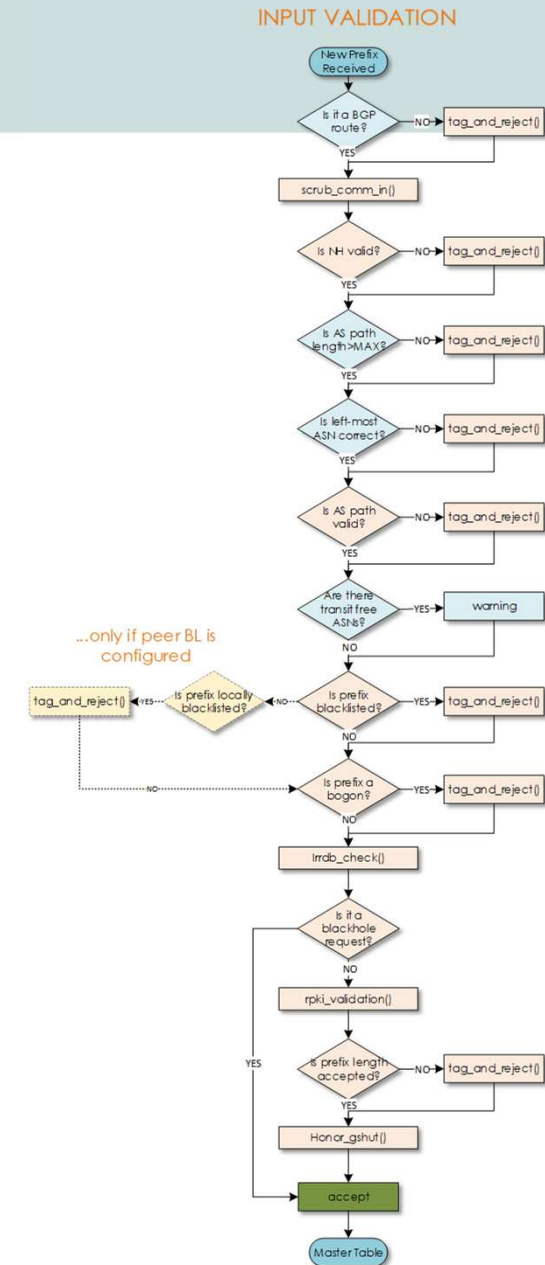 INPUT VALIDATION
New Prefix
Received
Is it a BGP
route?
NO
tag_and_reject()
YES
scrub_comm_in()
Is NH valid?
NO
tag_and_reject()
YES
Is AS path
length>MAX?
NO
tag_and_reject()
YES
Is left-most
ASN correct?
NO
tag_and_reject()
YES
Is AS path
valid?
NO
tag_and_reject()
YES
Are there
transit free
ASNs?
YES
warning
NO
...only if peer BL is
configured
tag_and_reject()
YES
Is prefix locally
blacklisted?
NO
Is prefix
blacklisted?
YES
tag_and_reject()
NO
NO
Is prefix a
bogon?
YES
tag_and_reject()
NO
Irrdb_check()
Is it a
blackhole
request?
NO
rpki_validation()
YES
Is prefix length
accepted?
NO
tag_and_reject()
YES
Honor_gshut()
accept
Master Table